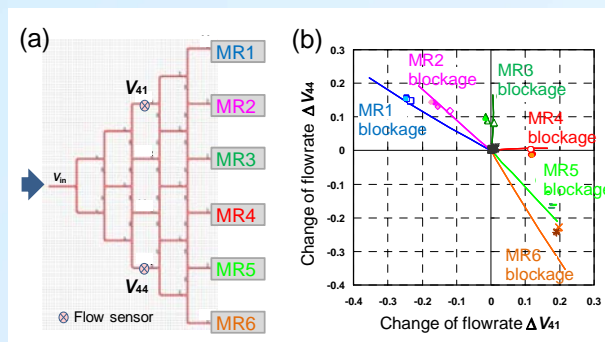 (a)
MR1
V41
MR2
MR3
Vin
MR4
MR5
V44
MR6
⊗ Flow sensor
(b)
0.3
0.2
0.1
0
-0.1
-0.2
-0.3
-0.4
Change of flowrate ΔV44
MR2
blockage
MR3
blockage
MR1
blockage
MR4
blockage
MR5
blockage
MR6
blockage
-0.4 -0.3 -0.2 -0.1 0 0.1 0.2 0.3
Change of flowrate ΔV41